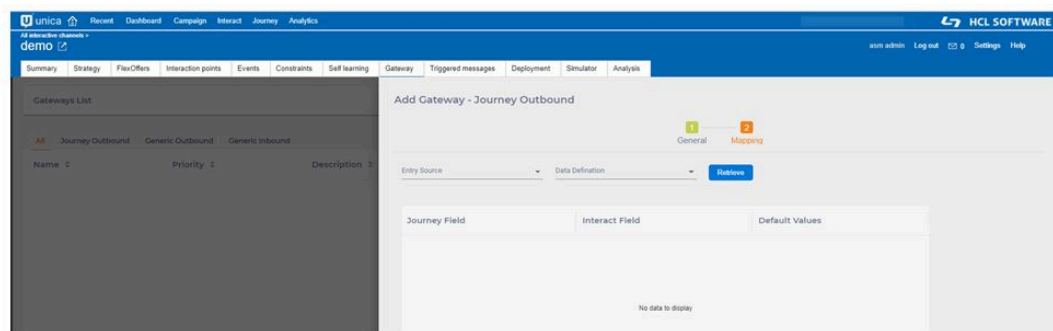 unica Recent Dashboard Campaign Interact Journey Analytics HCL SOFTWARE
All interactive channels >
demo asm admin Log out 0 Settings Help
Summary Strategy FlexOffers Interaction points Events Constraints Self learning Gateway Triggered messages Deployment Simulator Analysis
Gateways List
All Journey Outbound Generic Outbound Generic Inbound
Name Priority Description
Add Gateway - Journey Outbound
1 2
General Mapping
Entry Source Data Defination Retrieve
Journey Field Interact Field Default Values
No data to display